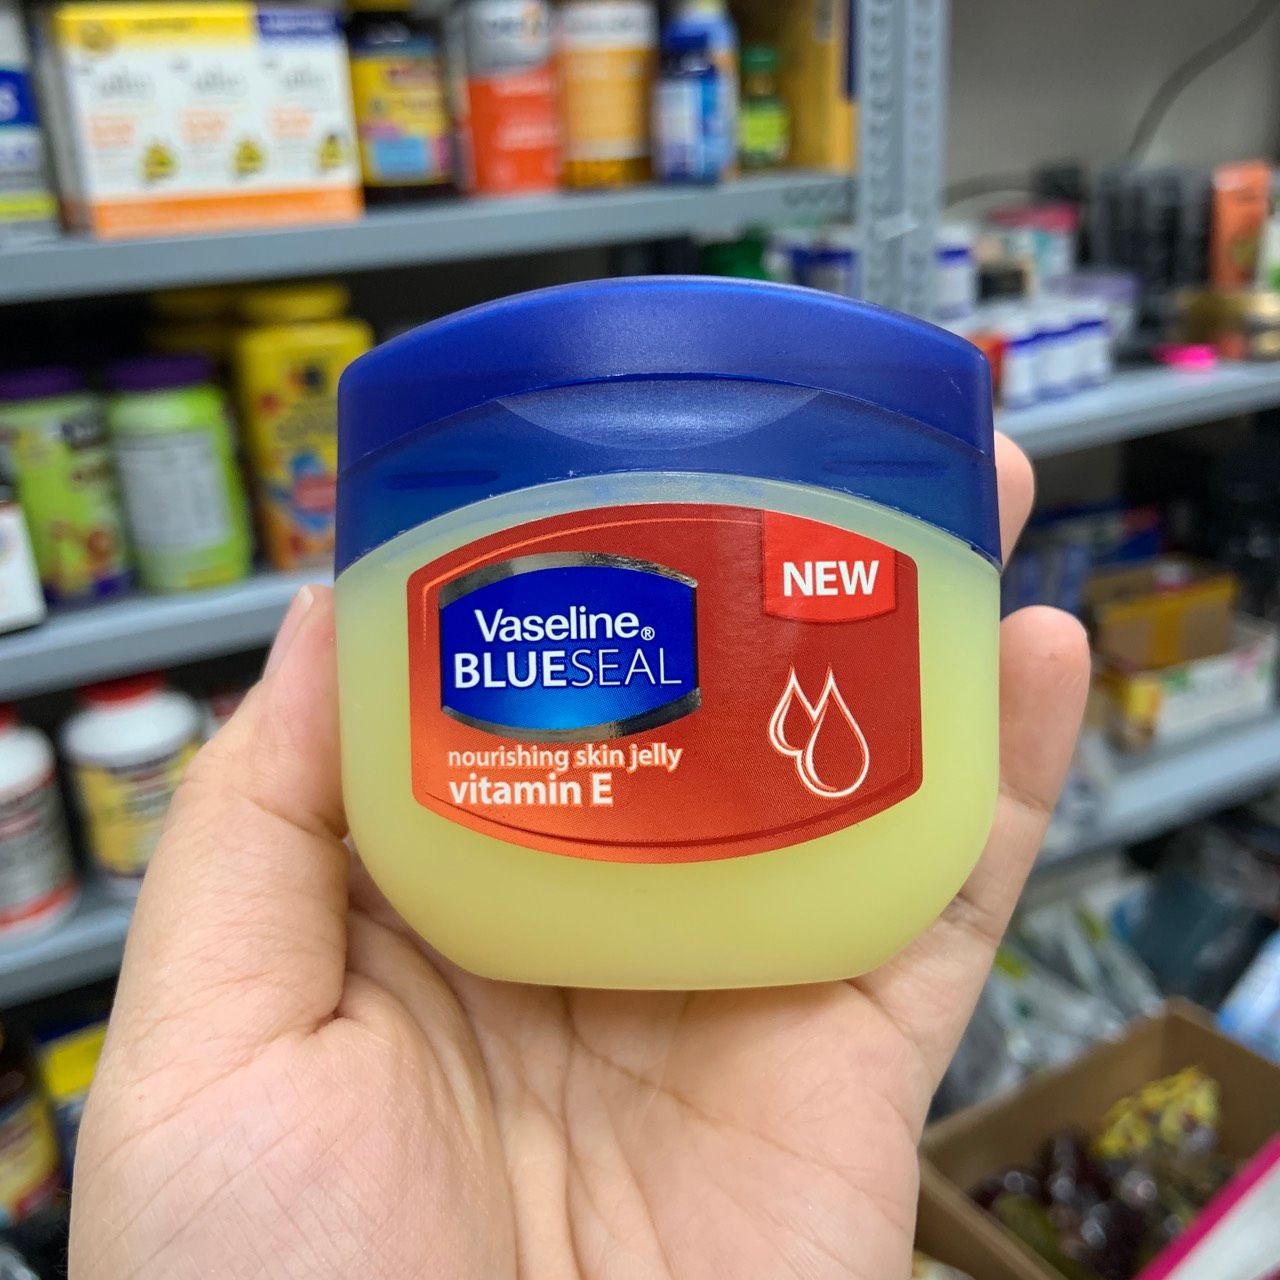 NEW
Vaseline®
BLUESEAL
nourishing skin jelly
vitamin E